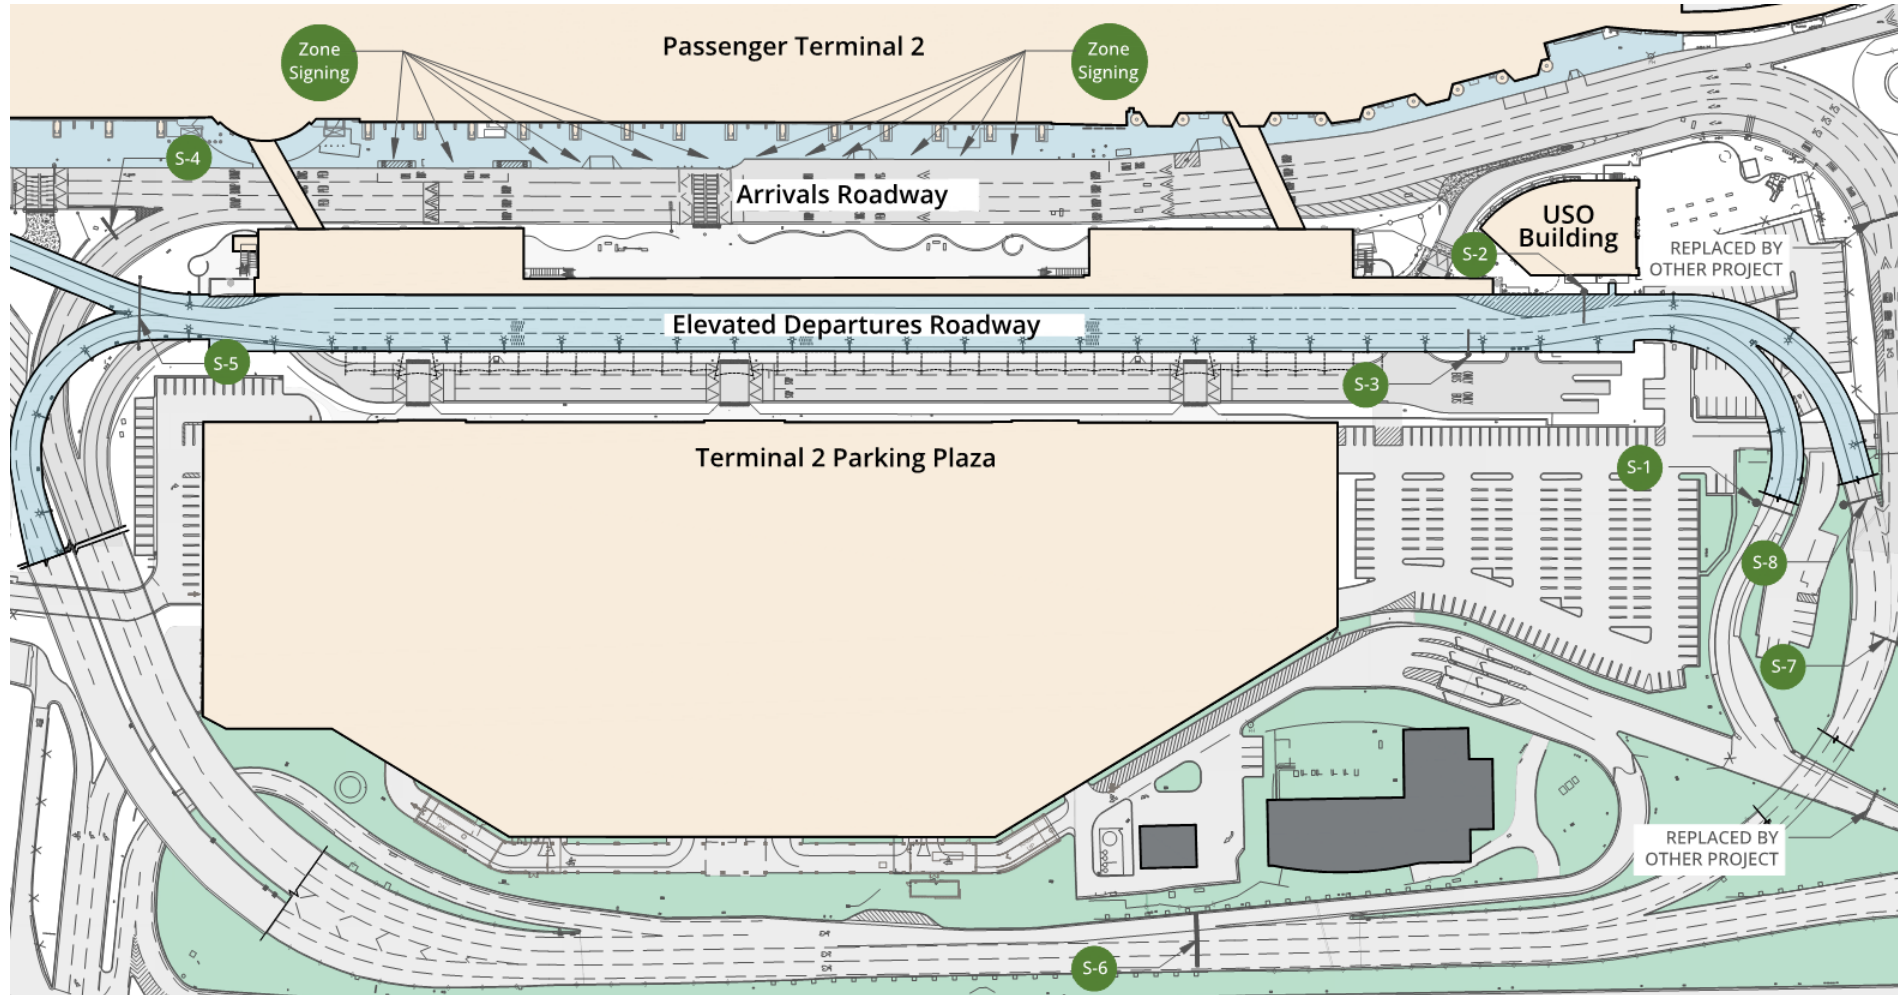 Zone
Signing
Passenger Terminal 2
Zone
Signing
S-4
Arrivals Roadway
USO
Building
S-2
REPLACED BY
OTHER PROJECT
Elevated Departures Roadway
S-5
S-3
Terminal 2 Parking Plaza
S-1
S-8
S-7
REPLACED BY
OTHER PROJECT
S-6